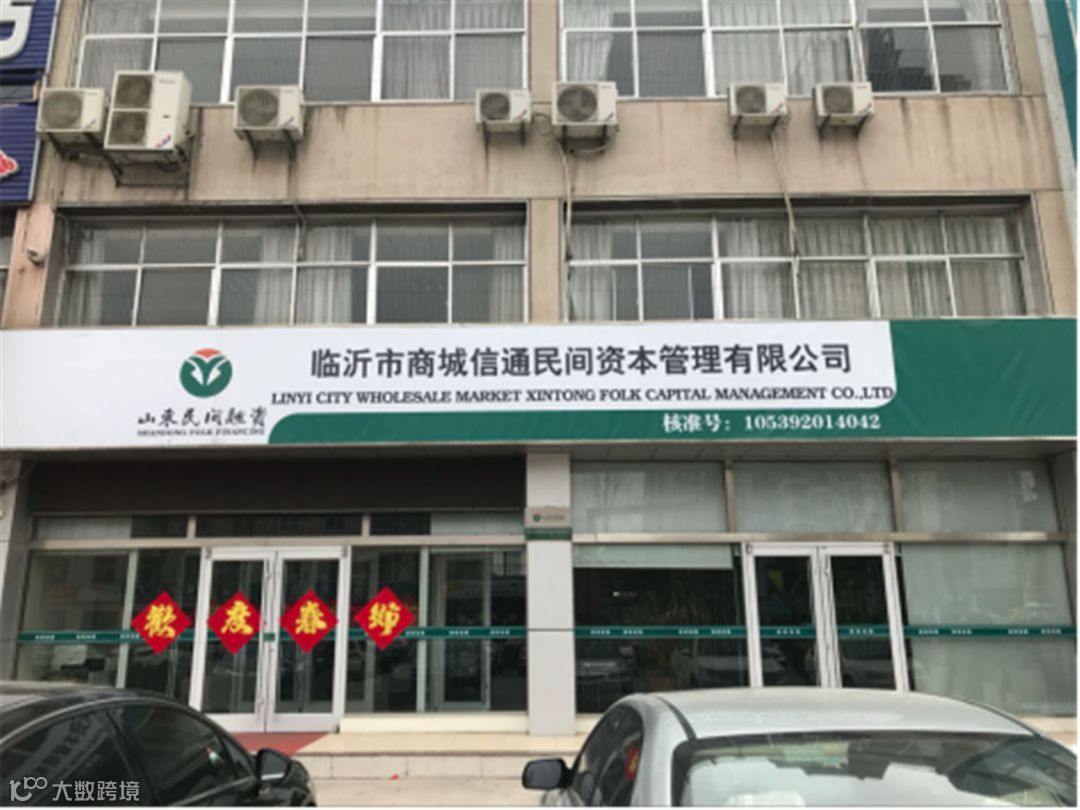 临沂市商城信通民间资本管理有限公司
LINYI CITY WHOLESALE MARKET XINTONG FOLK CAPITAL MANAGEMENT CO.,LTD
山东民间融资
SHANDONG FOLK FINANCING
核准号：105392014042
歡度春節
大数跨境